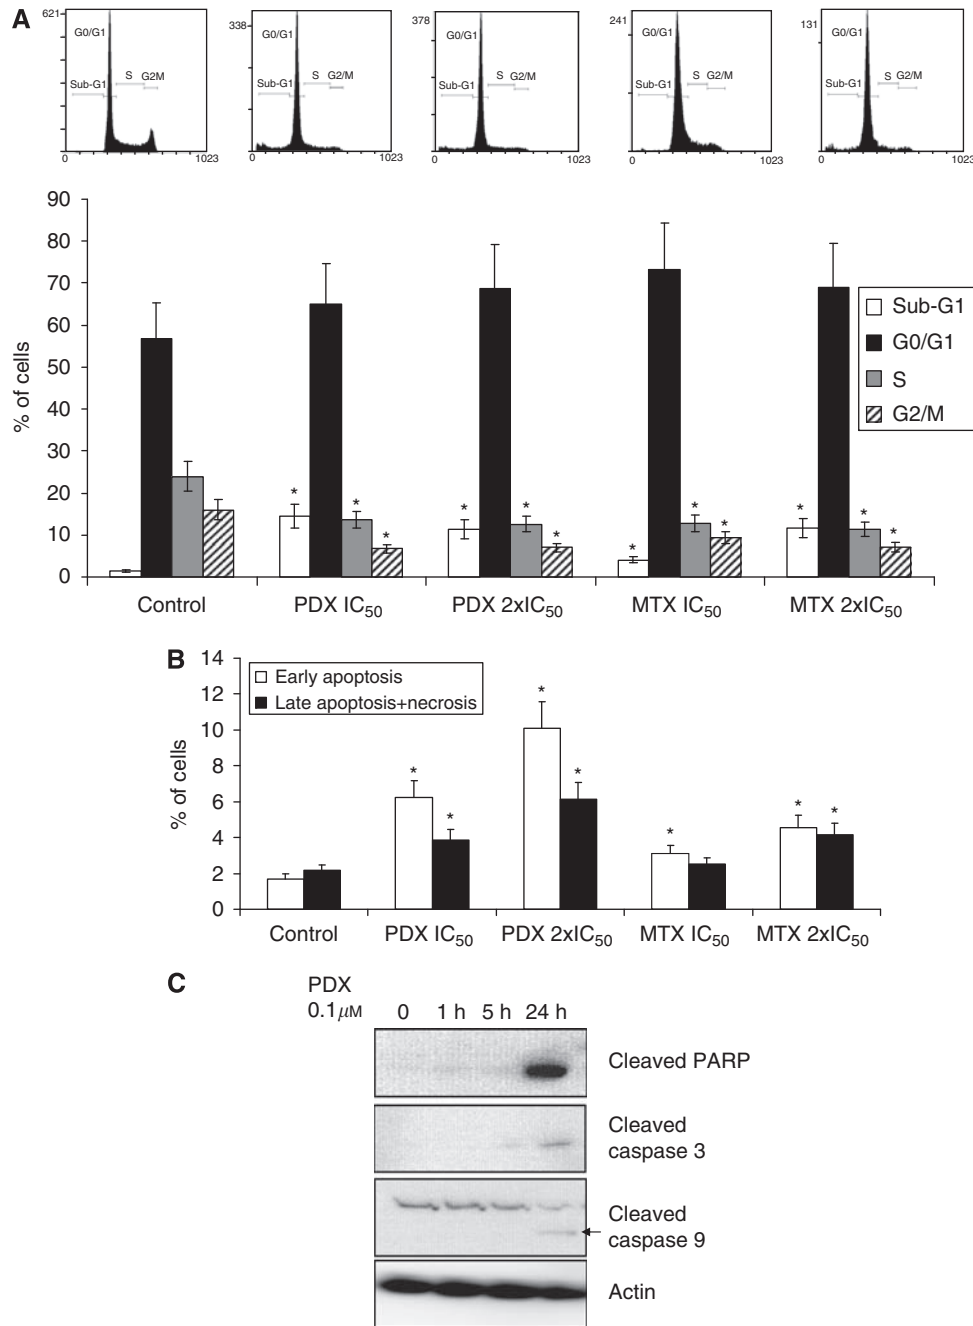 A
621
G0/G1
Sub-G1
S
G2M
0
1023
338
G0/G1
Sub-G1
S
G2/M
0
1023
378
G0/G1
Sub-G1
S
G2/M
0
1023
241
G0/G1
Sub-G1
S
G2/M
0
1023
131
G0/G1
Sub-G1
S
G2/M
0
1023
% of cells
90
80
70
60
50
40
30
20
10
0
* * *
* * *
* * *
* * *
Sub-G1
G0/G1
S
G2/M
Control
PDX IC50
PDX 2xIC50
MTX IC50
MTX 2xIC50
B
% of cells
14
12
10
8
6
4
2
0
Early apoptosis
Late apoptosis+necrosis
* *
* *
*
* *
Control
PDX IC50
PDX 2xIC50
MTX IC50
MTX 2xIC50
C
PDX
0.1μM 0 1 h 5 h 24 h
Cleaved PARP
Cleaved
caspase 3
Cleaved
caspase 9
Actin